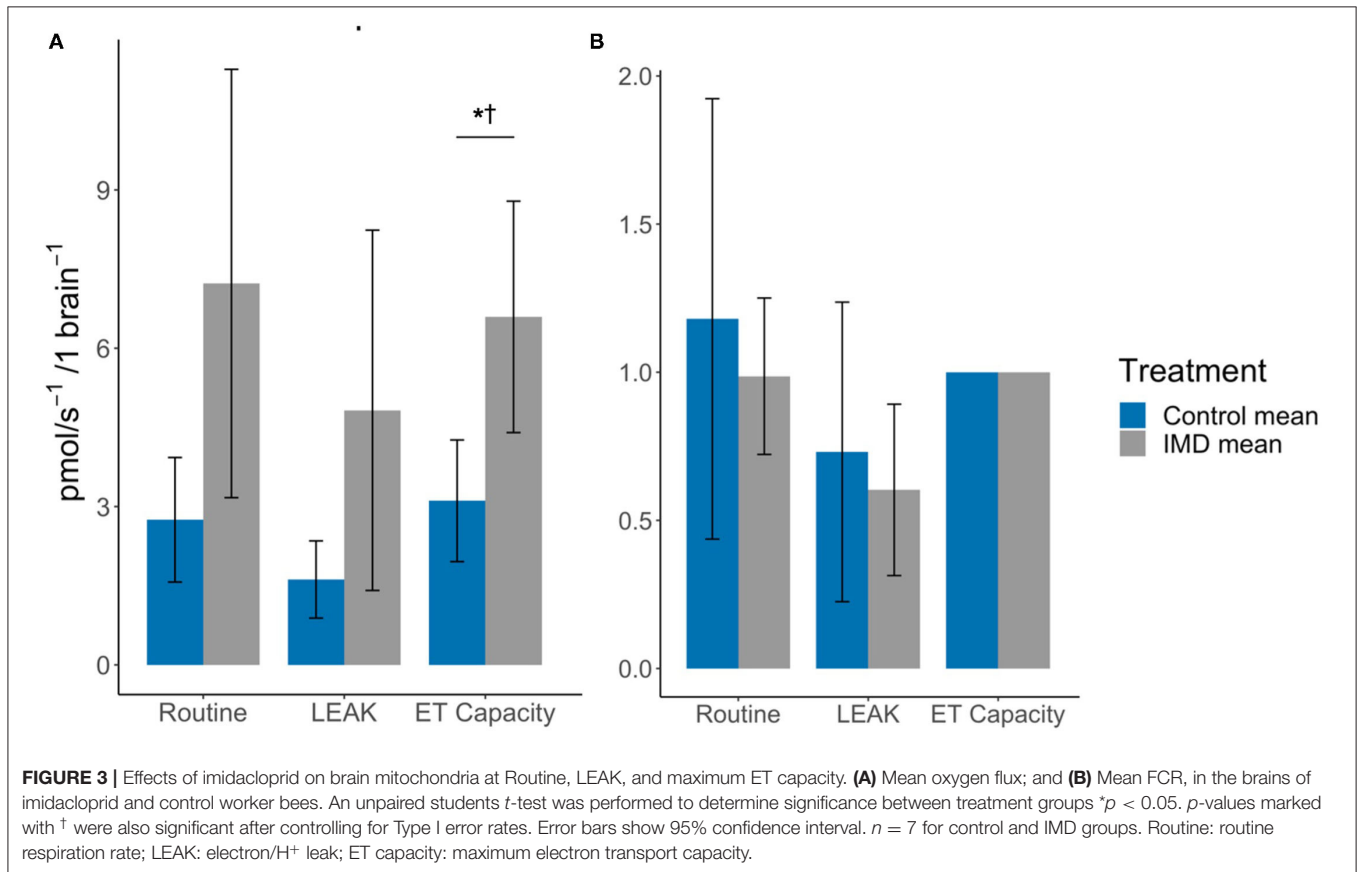 A
B
pmol/s⁻¹ /1 brain⁻¹
9
6
3
0
*†
Routine
LEAK
ET Capacity
2.0
1.5
1.0
0.5
0.0
Routine
LEAK
ET Capacity
Treatment
Control mean
IMD mean
FIGURE 3 | Effects of imidacloprid on brain mitochondria at Routine, LEAK, and maximum ET capacity. (A) Mean oxygen flux; and (B) Mean FCR, in the brains of
imidacloprid and control worker bees. An unpaired students t-test was performed to determine significance between treatment groups *p < 0.05. p-values marked
with † were also significant after controlling for Type I error rates. Error bars show 95% confidence interval. n = 7 for control and IMD groups. Routine: routine
respiration rate; LEAK: electron/H⁺ leak; ET capacity: maximum electron transport capacity.